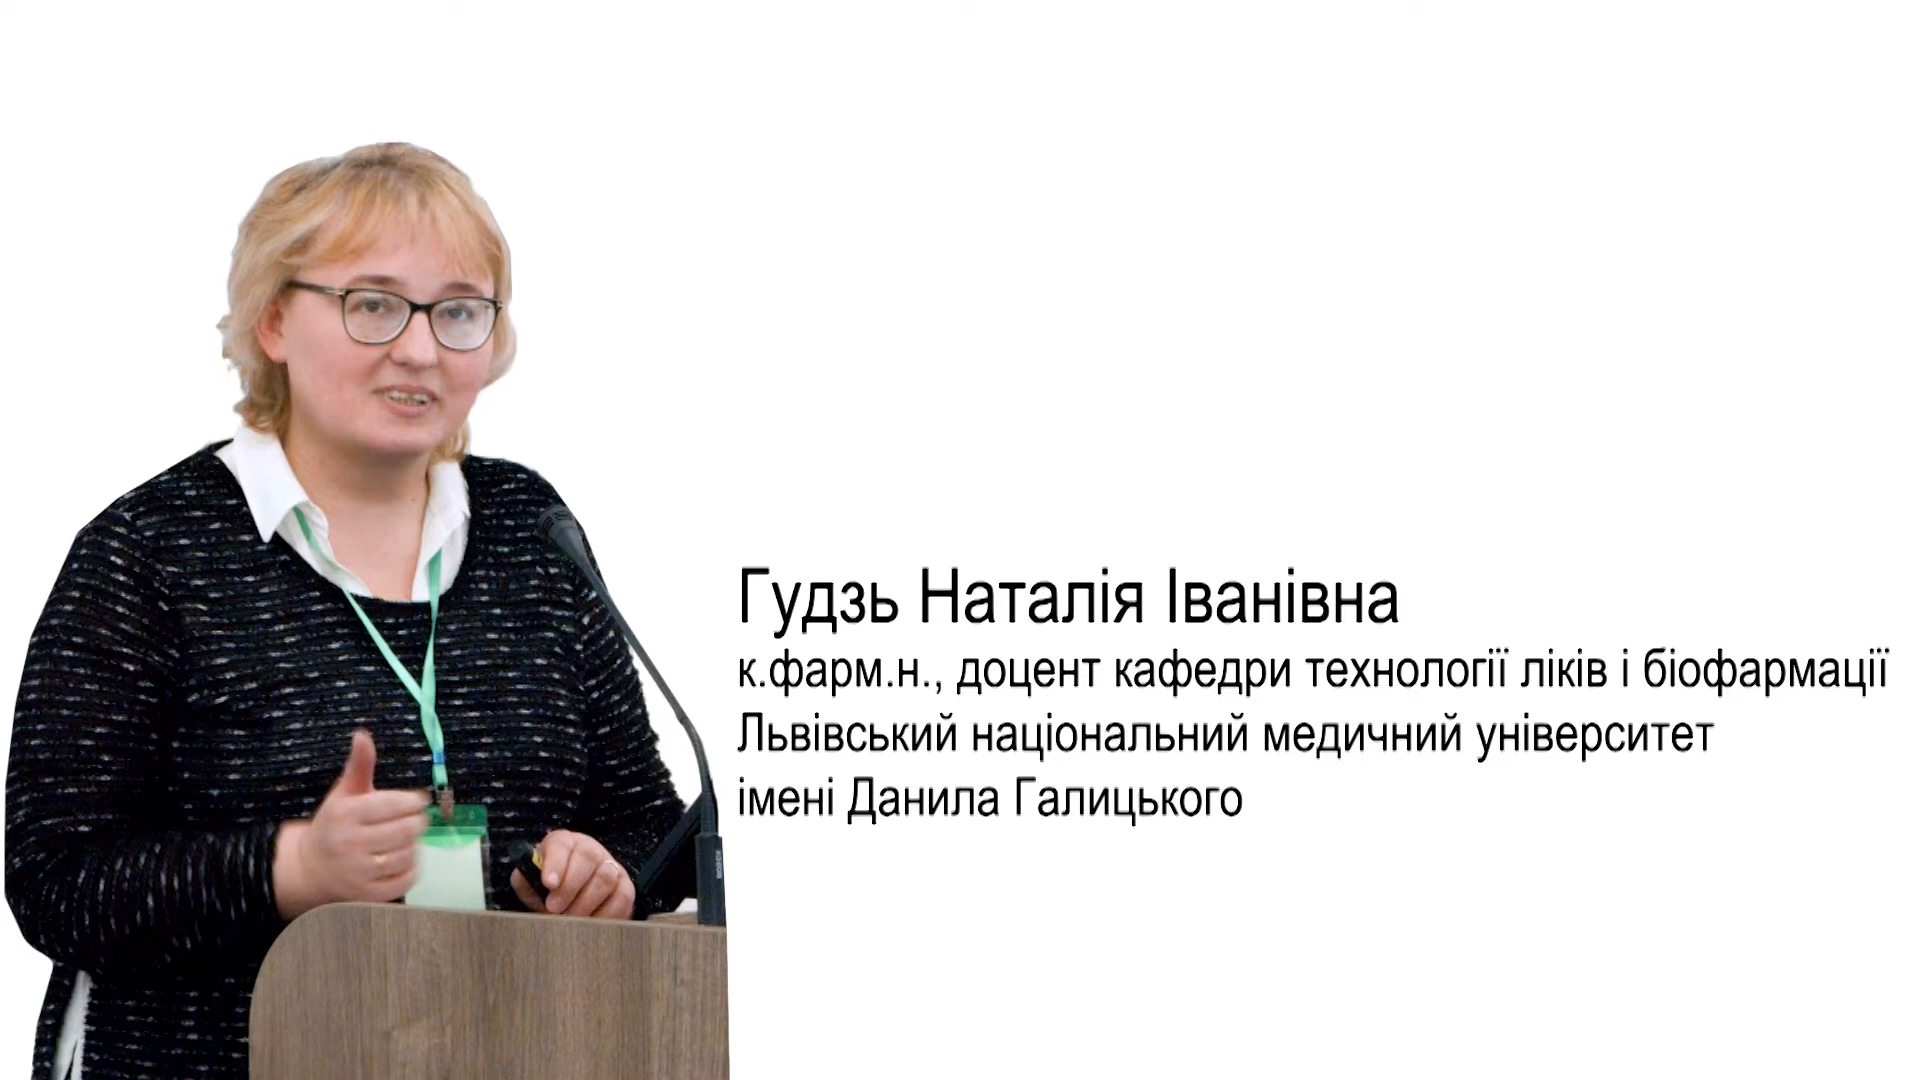 Гудзь Наталія Іванівна
к.фарм.н., доцент кафедри технології ліків і біофармації
Львівський національний медичний університет
імені Данила Галицького